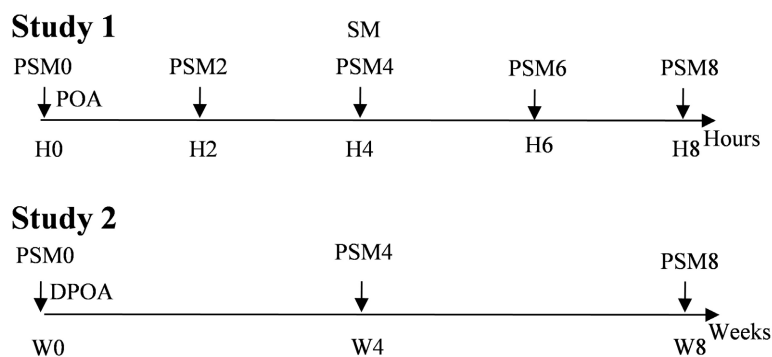 Study 1
SM
PSM0 PSM2 PSM4 PSM6 PSM8
POA
Hours
H0 H2 H4 H6 H8
Study 2
PSM0 PSM4 PSM8
DPOA
Weeks
W0 W4 W8